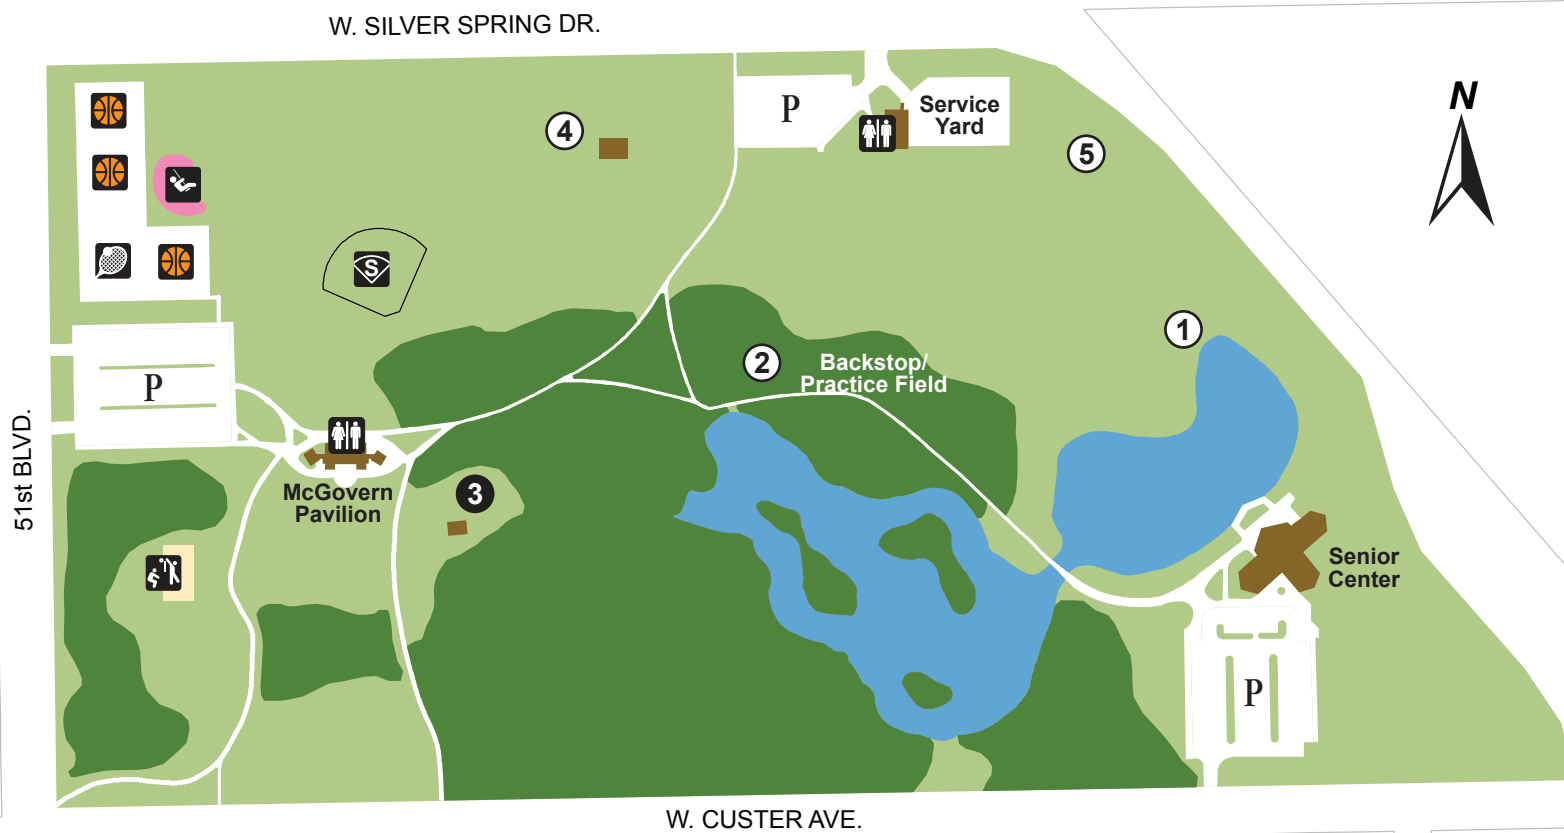 W. SILVER SPRING DR.
N
P
Service
Yard
4
5
S
1
2
Backstop/
Practice Field
P
51st BLVD.
McGovern
Pavilion
3
Senior
Center
P
W. CUSTER AVE.